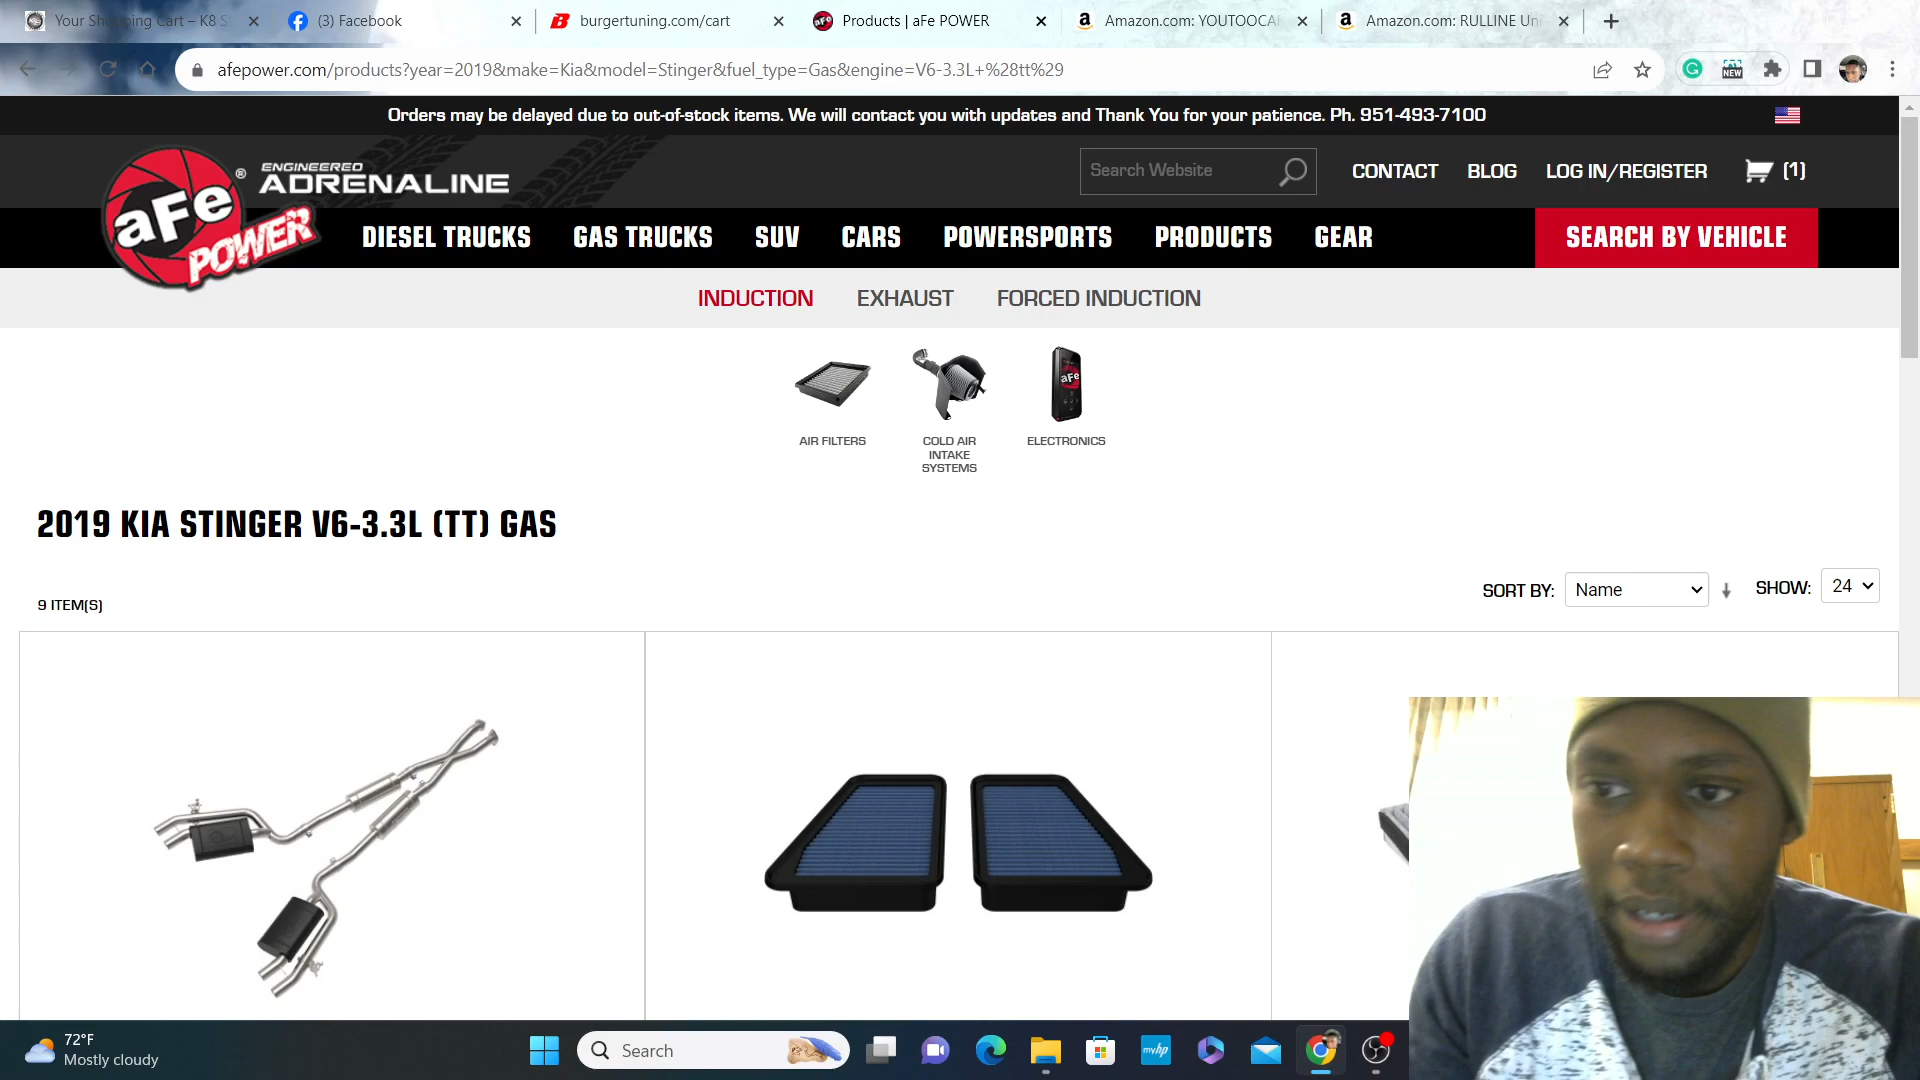 Your Shopping Cart – K8 S
(3) Facebook
burgertuning.com/cart
Products | aFe POWER
Amazon.com: YOUTOOCAR
Amazon.com: RULLINE Uni
afepower.com/products?year=2019&make=Kia&model=Stinger&fuel_type=Gas&engine=V6-3.3L+%28tt%29
NEW
Orders may be delayed due to out-of-stock items. We will contact you with updates and Thank You for your patience. Ph. 951-493-7100
aFe POWER
ENGINEERED
ADRENALINE
Search Website
CONTACT
BLOG
LOG IN/REGISTER
(1)
DIESEL TRUCKS
GAS TRUCKS
SUV
CARS
POWERSPORTS
PRODUCTS
GEAR
SEARCH BY VEHICLE
INDUCTION
EXHAUST
FORCED INDUCTION
aFe
AIR FILTERS
COLD AIR
INTAKE
SYSTEMS
ELECTRONICS
2019 KIA STINGER V6-3.3L (TT) GAS
9 ITEM(S)
SORT BY:
Name
SHOW:
24
72°F
Mostly cloudy
Search
myhp